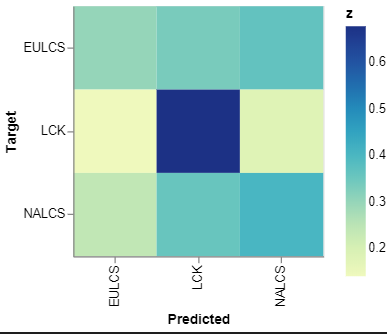 z
EULCS
LCK
NALCS
Target
EULCS
LCK
NALCS
Predicted
0.6
0.5
0.4
0.3
0.2